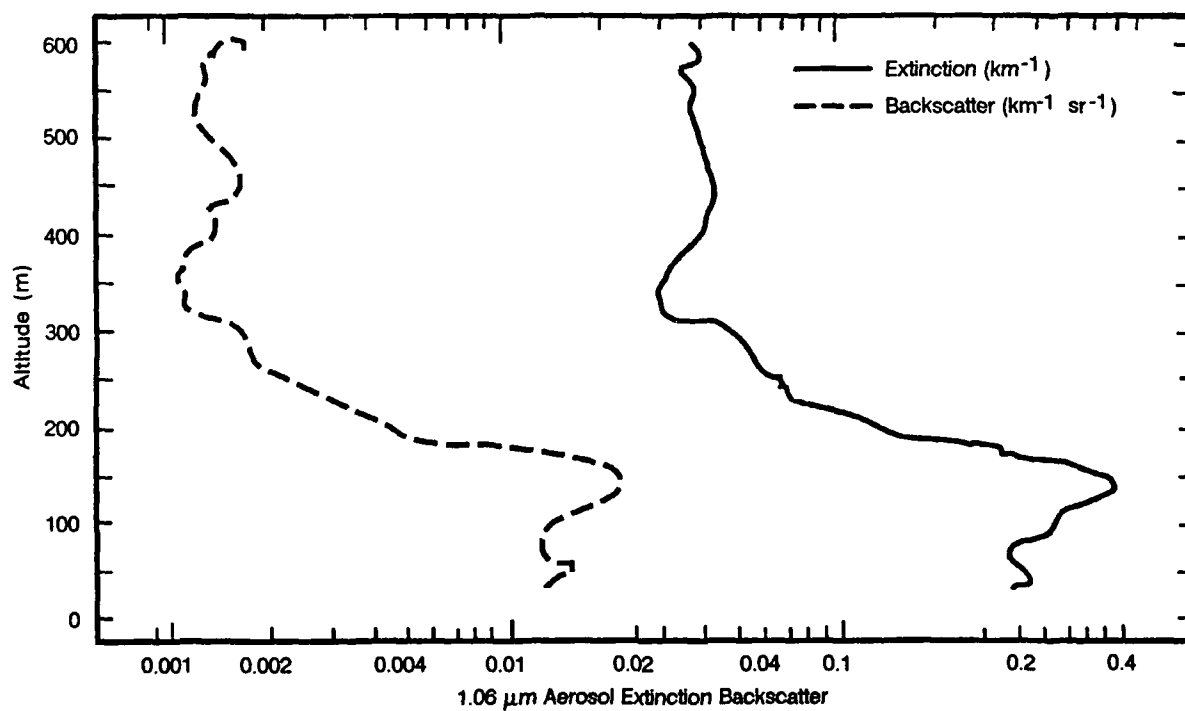 600
500
400
300
200
100
0
Altitude (m)
Extinction (km-1)
Backscatter (km-1 sr-1)
0.001 0.002 0.004 0.01 0.02 0.04 0.1 0.2 0.4
1.06 μm Aerosol Extinction Backscatter